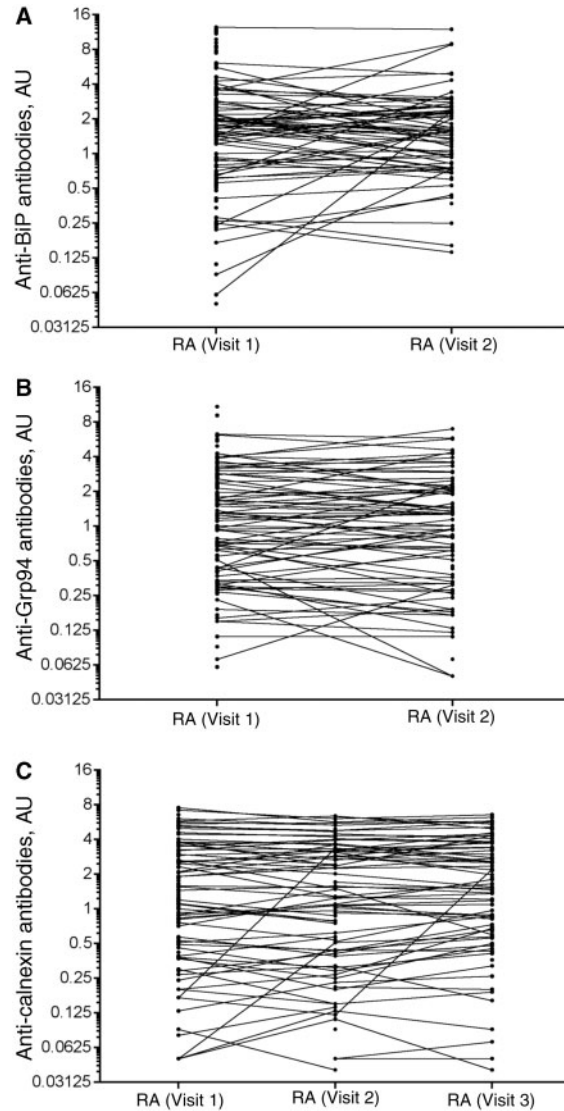 A
Anti-BiP antibodies, AU
16
8
4
2
1
0.5
0.25
0.125
0.0625
0.03125
RA (Visit 1)
RA (Visit 2)
B
Anti-Grp94 antibodies, AU
16
8
4
2
1
0.5
0.25
0.125
0.0625
0.03125
RA (Visit 1)
RA (Visit 2)
C
Anti-calnexin antibodies, AU
16
8
4
2
1
0.5
0.25
0.125
0.0625
0.03125
RA (Visit 1)
RA (Visit 2)
RA (Visit 3)